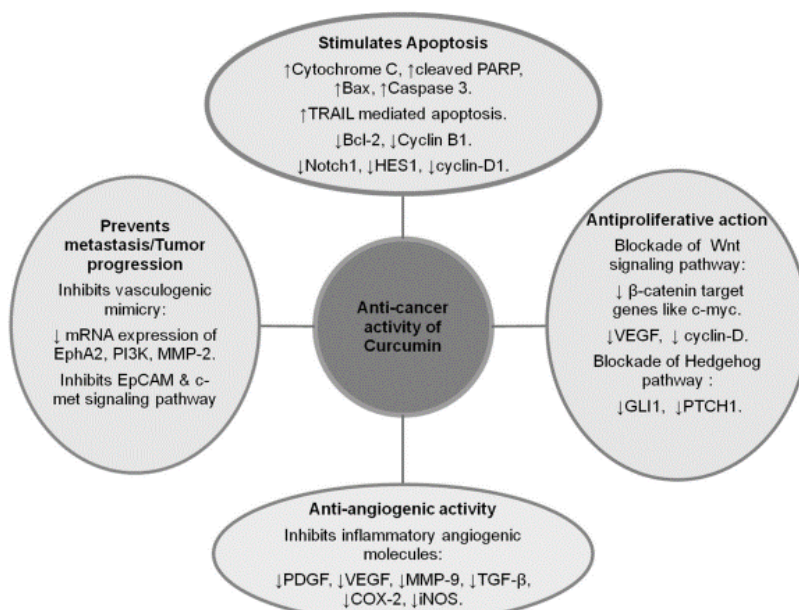 Stimulates Apoptosis
↑Cytochrome C, ↑cleaved PARP,
↑Bax, ↑Caspase 3.
↑TRAIL mediated apoptosis.
↓Bcl-2, ↓Cyclin B1.
↓Notch1, ↓HES1, ↓cyclin-D1.
Prevents
metastasis/Tumor
progression
Inhibits vasculogenic
mimicry:
↓ mRNA expression of
EphA2, PI3K, MMP-2.
Inhibits EpCAM & c-
met signaling pathway
Anti-cancer
activity of
Curcumin
Antiproliferative action
Blockade of Wnt
signaling pathway:
↓ β-catenin target
genes like c-myc.
↓VEGF, ↓ cyclin-D.
Blockade of Hedgehog
pathway :
↓GLI1, ↓PTCH1.
Anti-angiogenic activity
Inhibits inflammatory angiogenic
molecules:
↓PDGF, ↓VEGF, ↓MMP-9, ↓TGF-β,
↓COX-2, ↓iNOS.